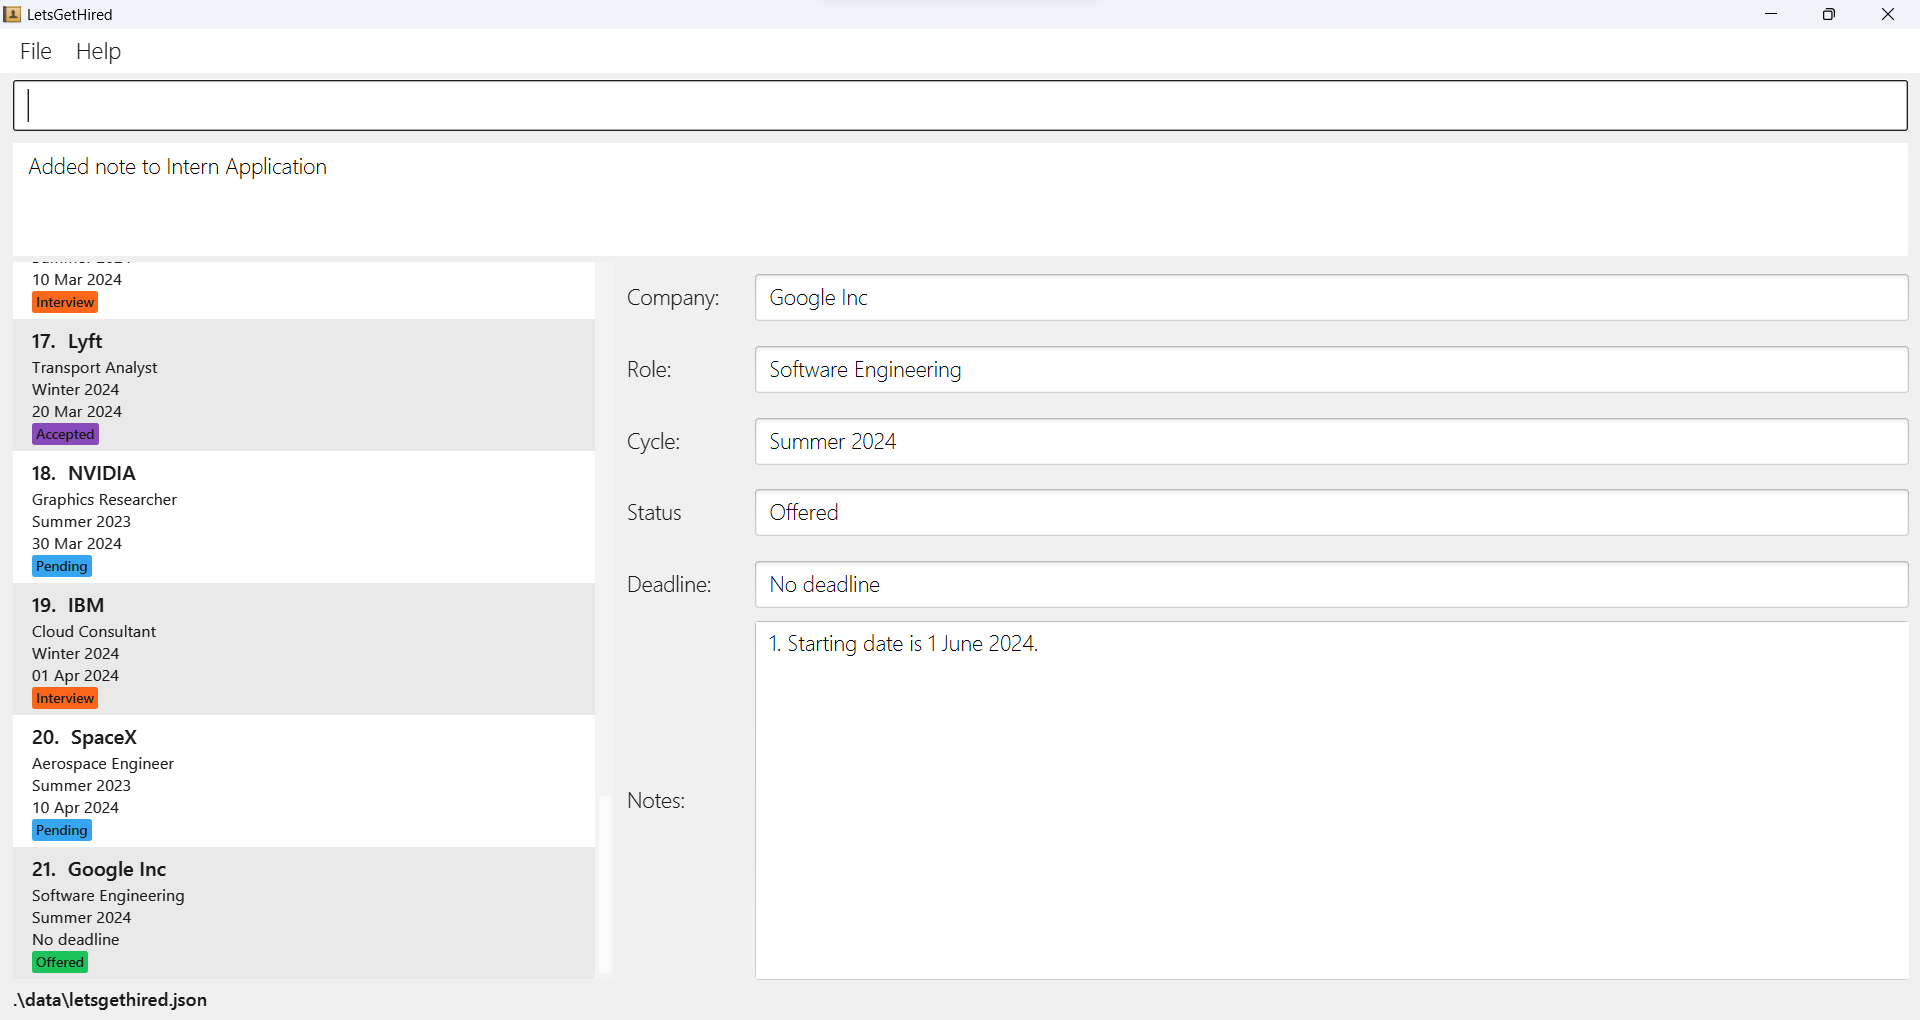 LetsGetHired
File Help
Added note to Intern Application
10 Mar 2024
Interview
17. Lyft
Transport Analyst
Winter 2024
20 Mar 2024
Accepted
18. NVIDIA
Graphics Researcher
Summer 2023
30 Mar 2024
Pending
19. IBM
Cloud Consultant
Winter 2024
01 Apr 2024
Interview
20. SpaceX
Aerospace Engineer
Summer 2023
10 Apr 2024
Pending
21. Google Inc
Software Engineering
Summer 2024
No deadline
Offered
Company: Google Inc
Role: Software Engineering
Cycle: Summer 2024
Status Offered
Deadline: No deadline
Notes:
1. Starting date is 1 June 2024.
.\data\letsgethired.json